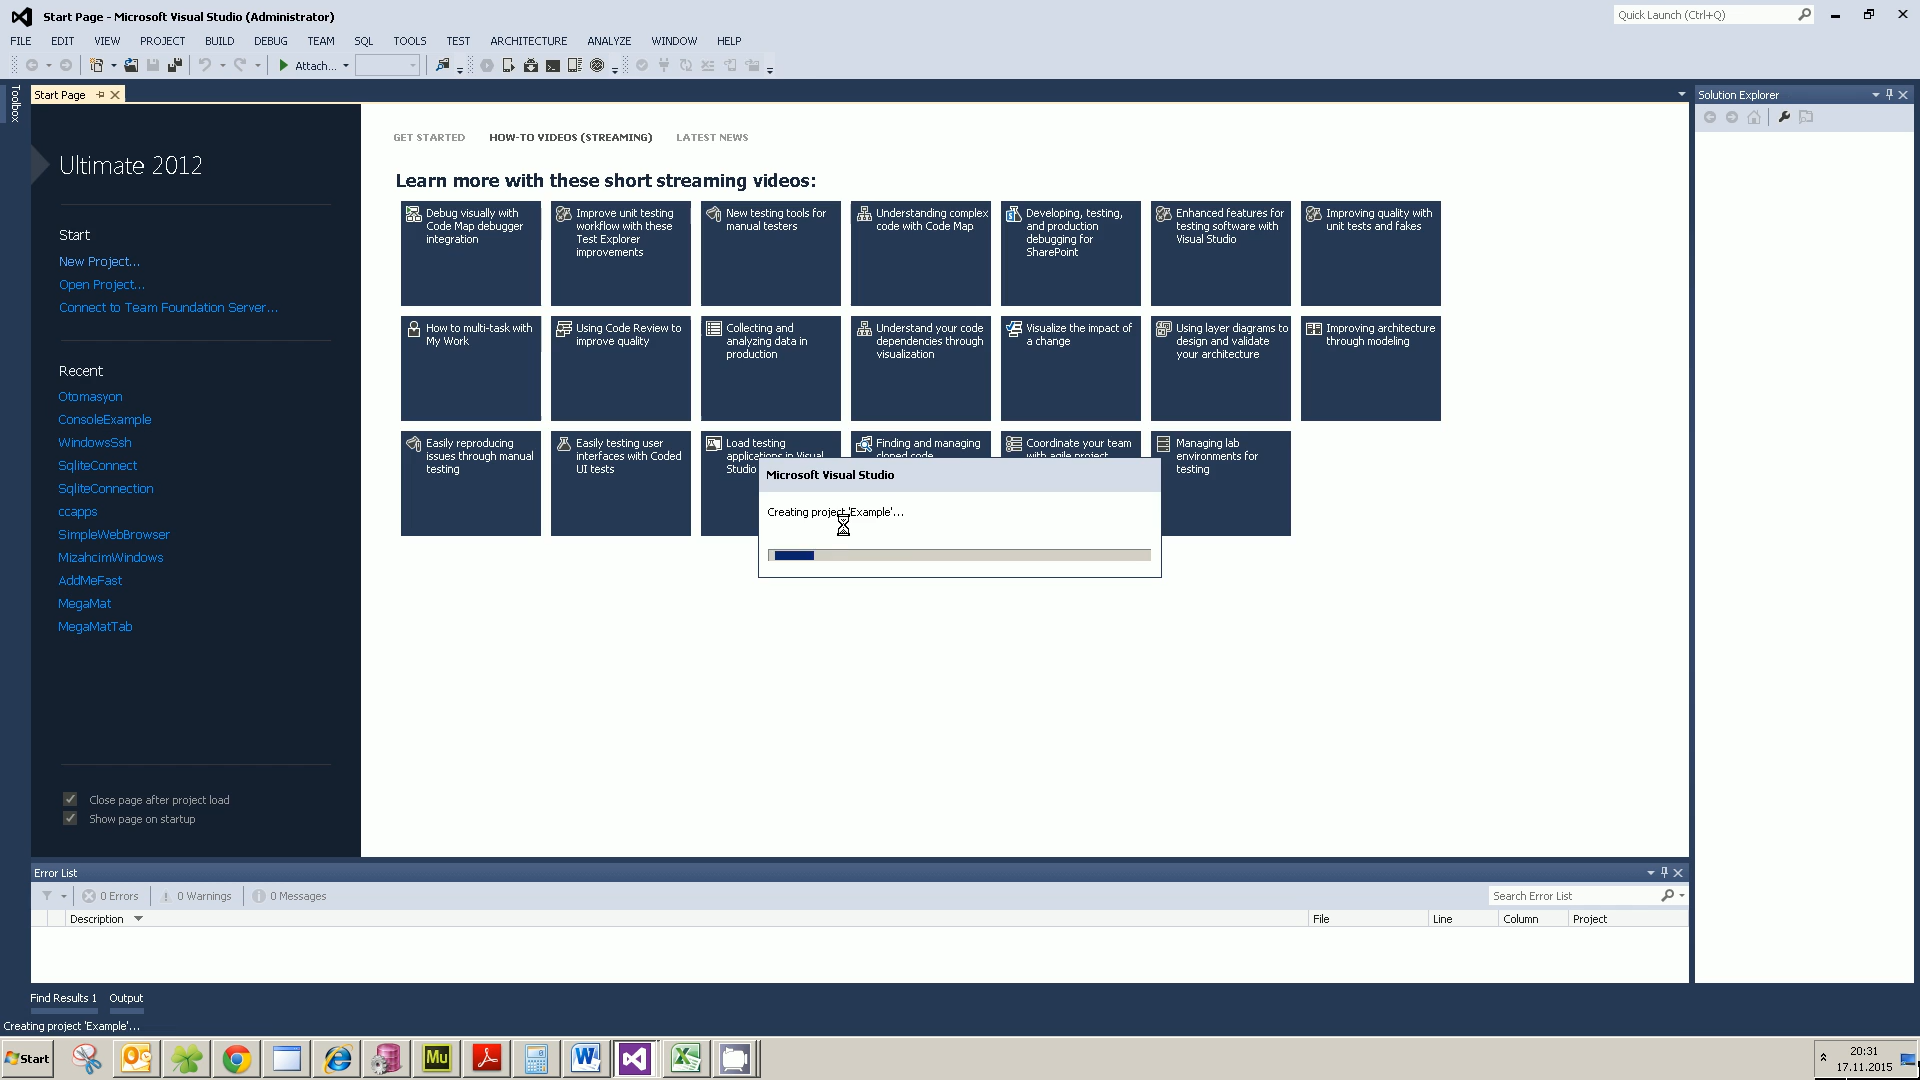 Start Page - Microsoft Visual Studio (Administrator)
Quick Launch (Ctrl+Q)
FILE EDIT VIEW PROJECT BUILD DEBUG TEAM SQL TOOLS TEST ARCHITECTURE ANALYZE WINDOW HELP
Attach...
Toolbox
Start Page
Solution Explorer
Ultimate 2012
Start
New Project...
Open Project...
Connect to Team Foundation Server...
Recent
Otomasyon
ConsoleExample
WindowsSsh
SqliteConnect
SqliteConnection
ccapps
SimpleWebBrowser
MizahcimWindows
AddMeFast
MegaMat
MegaMatTab
Close page after project load
Show page on startup
GET STARTED HOW-TO VIDEOS (STREAMING) LATEST NEWS
Learn more with these short streaming videos:
Debug visually with
Code Map debugger
integration
Improve unit testing
workflow with these
Test Explorer
improvements
New testing tools for
manual testers
Understanding complex
code with Code Map
Developing, testing,
and production
debugging for
SharePoint
Enhanced features for
testing software with
Visual Studio
Improving quality with
unit tests and fakes
How to multi-task with
My Work
Using Code Review to
improve quality
Collecting and
analyzing data in
production
Understand your code
dependencies through
visualization
Visualize the impact of
a change
Using layer diagrams to
design and validate
your architecture
Improving architecture
through modeling
Easily reproducing
issues through manual
testing
Easily testing user
interfaces with Coded
UI tests
Load testing
applications in Visual
Studio
Finding and managing
cloned code
Coordinate your team
with agile project
Managing lab
environments for
testing
Microsoft Visual Studio
Creating project 'Example'...
Error List
0 Errors 0 Warnings 0 Messages
Search Error List
Description File Line Column Project
Find Results 1 Output
Creating project 'Example'...
Start
Mu
20:31
17.11.2015